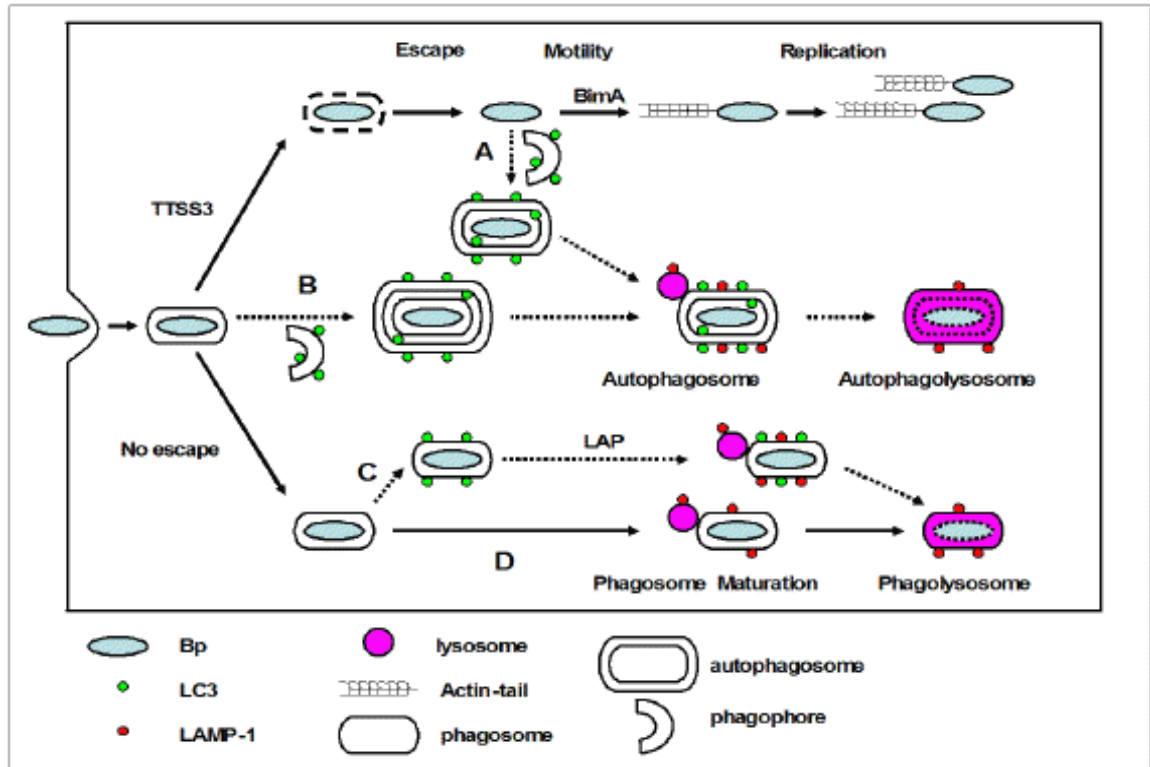 Escape Motility Replication
BimA
A
TTSS3
B
Autophagosome Autophagolysosome
No escape
LAP
C
D
Phagosome Maturation Phagolysosome
Bp lysosome autophagosome
LC3 Actin-tail phagophore
LAMP-1 phagosome